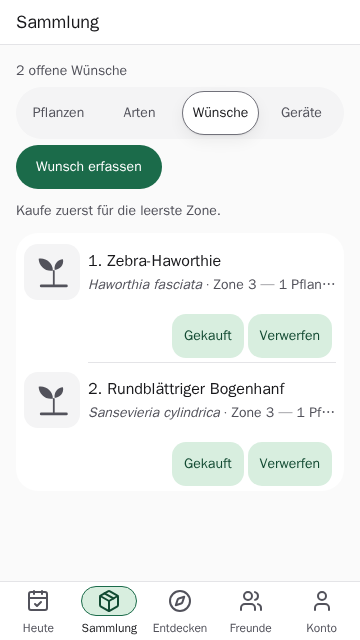 Sammlung
2 offene Wünsche
Pflanzen Arten Wünsche Geräte
Wunsch erfassen
Kaufe zuerst für die leerste Zone.
1. Zebra-Haworthie
Haworthia fasciata · Zone 3 — 1 Pflan···
Gekauft Verwerfen
2. Rundblättriger Bogenhanf
Sansevieria cylindrica · Zone 3 — 1 Pf···
Gekauft Verwerfen
Heute Sammlung Entdecken Freunde Konto